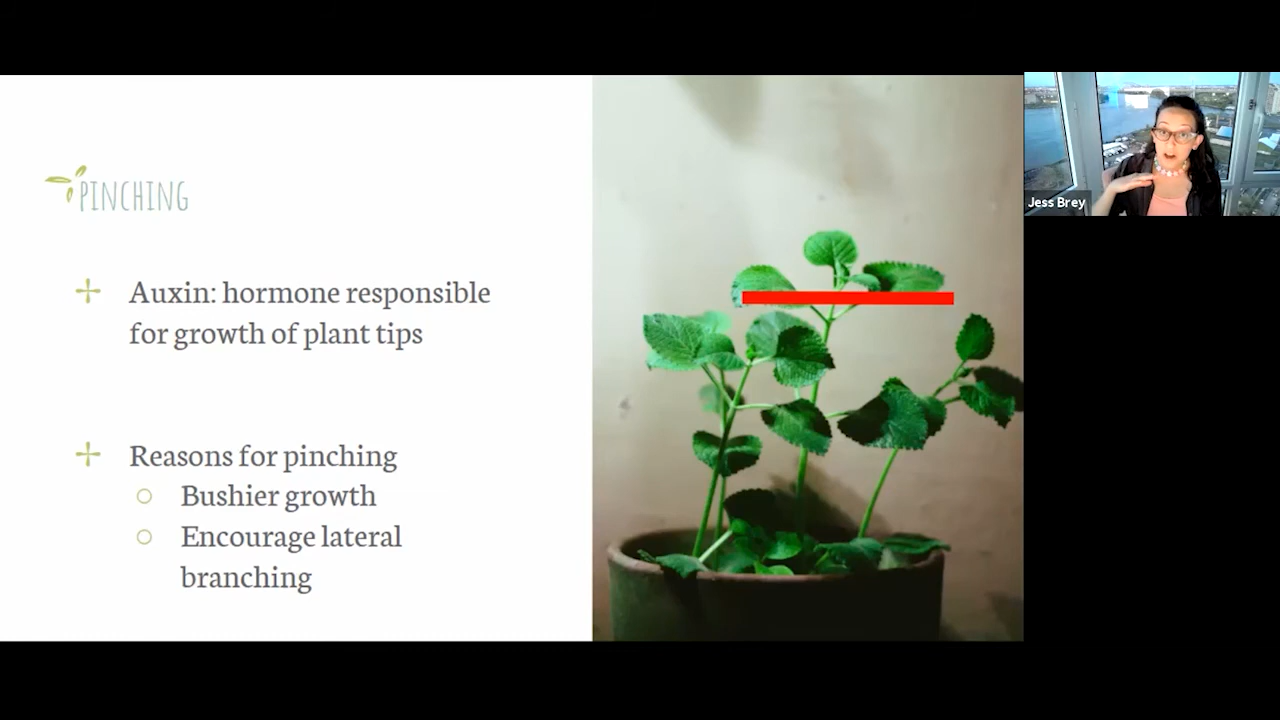 PINCHING
Auxin: hormone responsible
for growth of plant tips
Reasons for pinching
Bushier growth
Encourage lateral
branching
Jess Brey